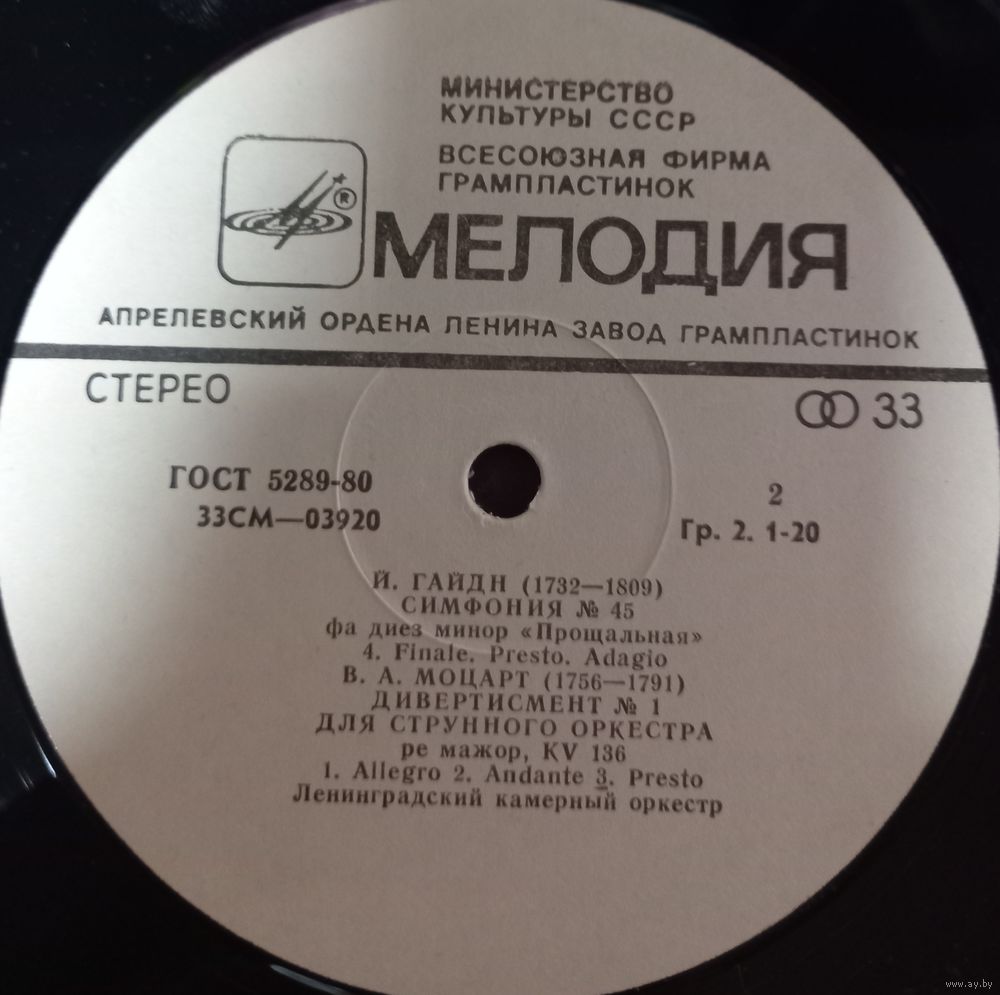 МИНИСТЕРСТВО
КУЛЬТУРЫ СССР
ВСЕСОЮЗНАЯ ФИРМА
ГРАМПЛАСТИНОК
®
МЕЛОДИЯ
АПРЕЛЕВСКИЙ ОРДЕНА ЛЕНИНА ЗАВОД ГРАМПЛАСТИНОК
СТЕРЕО
33
ГОСТ 5289-80
33СМ—03920
2
Гр. 2. 1-20
Й. ГАЙДН (1732—1809)
СИМФОНИЯ № 45
фа диез минор «Прощальная»
4. Finale. Presto. Adagio
В. А. МОЦАРТ (1756—1791)
ДИВЕРТИСМЕНТ № 1
ДЛЯ СТРУННОГО ОРКЕСТРА
ре мажор, KV 136
1. Allegro 2. Andante 3. Presto
Ленинградский камерный оркестр
www.ay.by